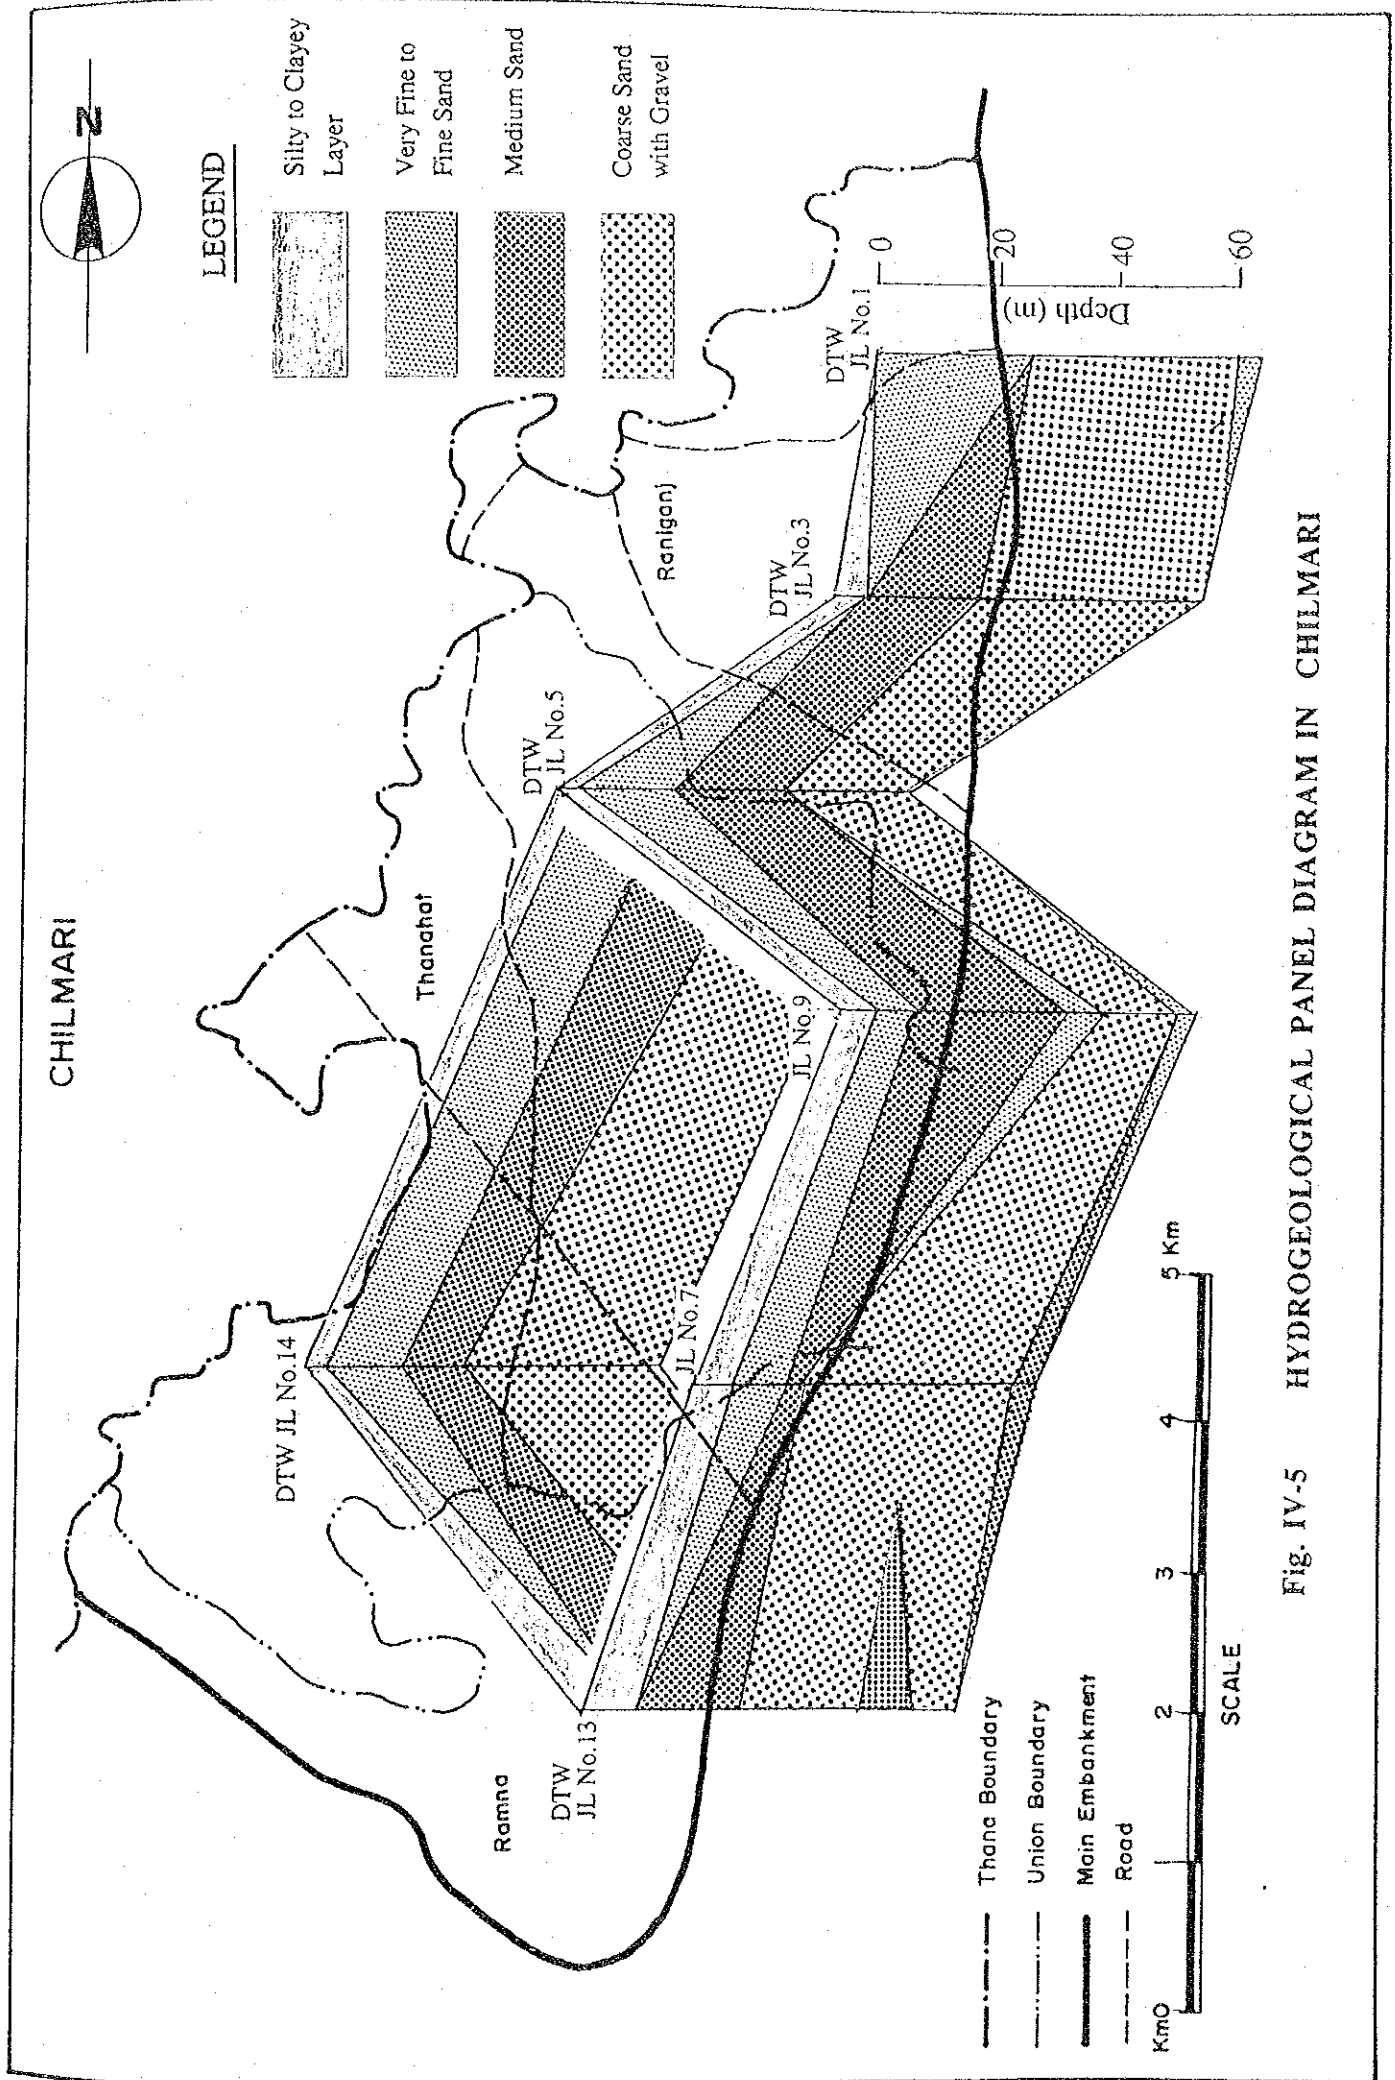 CHILMARI
N
LEGEND
Silty to Clayey
Layer
Very Fine to
Fine Sand
Medium Sand
Coarse Sand
with Gravel
Thanahat
Raniganj
Ramna
DTW JL No.14
DTW
JL No.5
DTW
JL No.3
DTW
JL No.1
JL No.7
JL No.9
DTW
JL No.13
0
20
40
60
Depth (m)
Thana Boundary
Union Boundary
Main Embankment
Road
Km0
2
3
4
5 Km
SCALE
Fig. IV-5 HYDROGEOLOGICAL PANEL DIAGRAM IN CHILMARI